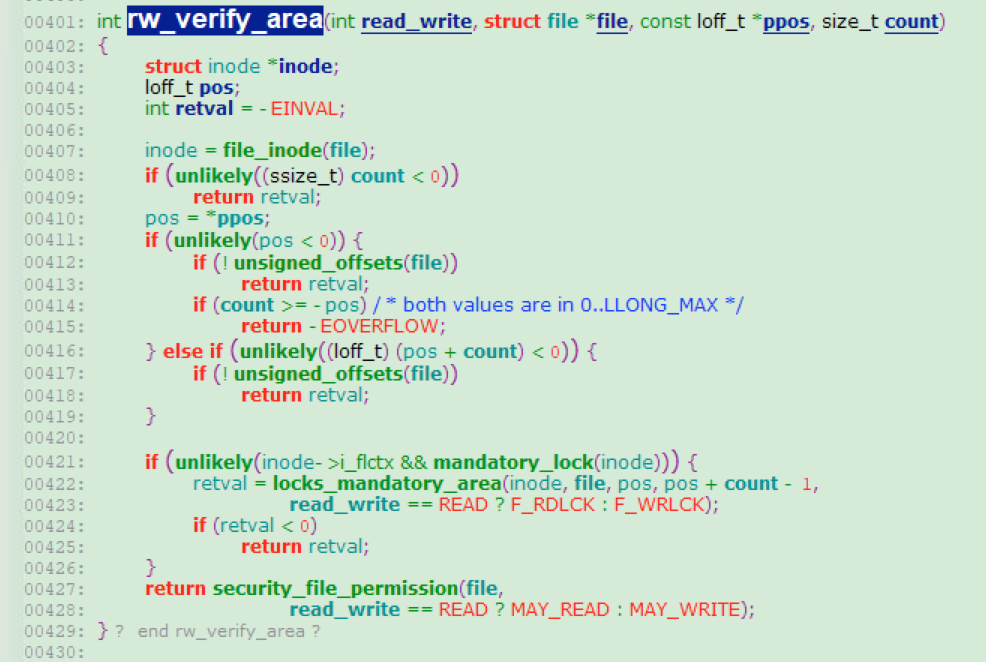 00401: int rw_verify_area(int read_write, struct file *file, const loff_t *ppos, size_t count)
00402: {
00403: struct inode *inode;
00404: loff_t pos;
00405: int retval = - EINVAL;
00406:
00407: inode = file_inode(file);
00408: if (unlikely((ssize_t) count < 0))
00409: return retval;
00410: pos = *ppos;
00411: if (unlikely(pos < 0)) {
00412: if (! unsigned_offsets(file))
00413: return retval;
00414: if (count >= - pos) / * both values are in 0..LLONG_MAX */
00415: return - EOVERFLOW;
00416: } else if (unlikely((loff_t) (pos + count) < 0)) {
00417: if (! unsigned_offsets(file))
00418: return retval;
00419: }
00420:
00421: if (unlikely(inode- >i_flctx && mandatory_lock(inode))) {
00422: retval = locks_mandatory_area(inode, file, pos, pos + count - 1,
00423: read_write == READ ? F_RDLCK : F_WRLCK);
00424: if (retval < 0)
00425: return retval;
00426: }
00427: return security_file_permission(file,
00428: read_write == READ ? MAY_READ : MAY_WRITE);
00429: } ? end rw_verify_area ?
00430: